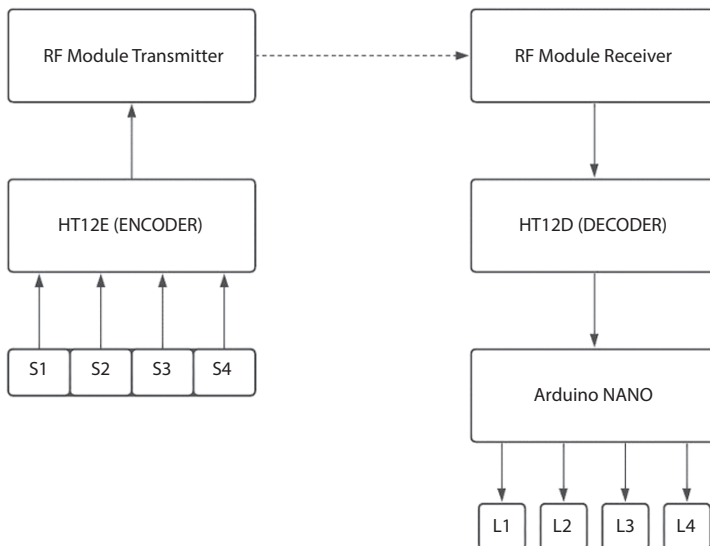 RF Module Transmitter
RF Module Receiver
HT12E (ENCODER)
HT12D (DECODER)
S1
S2
S3
S4
Arduino NANO
L1
L2
L3
L4